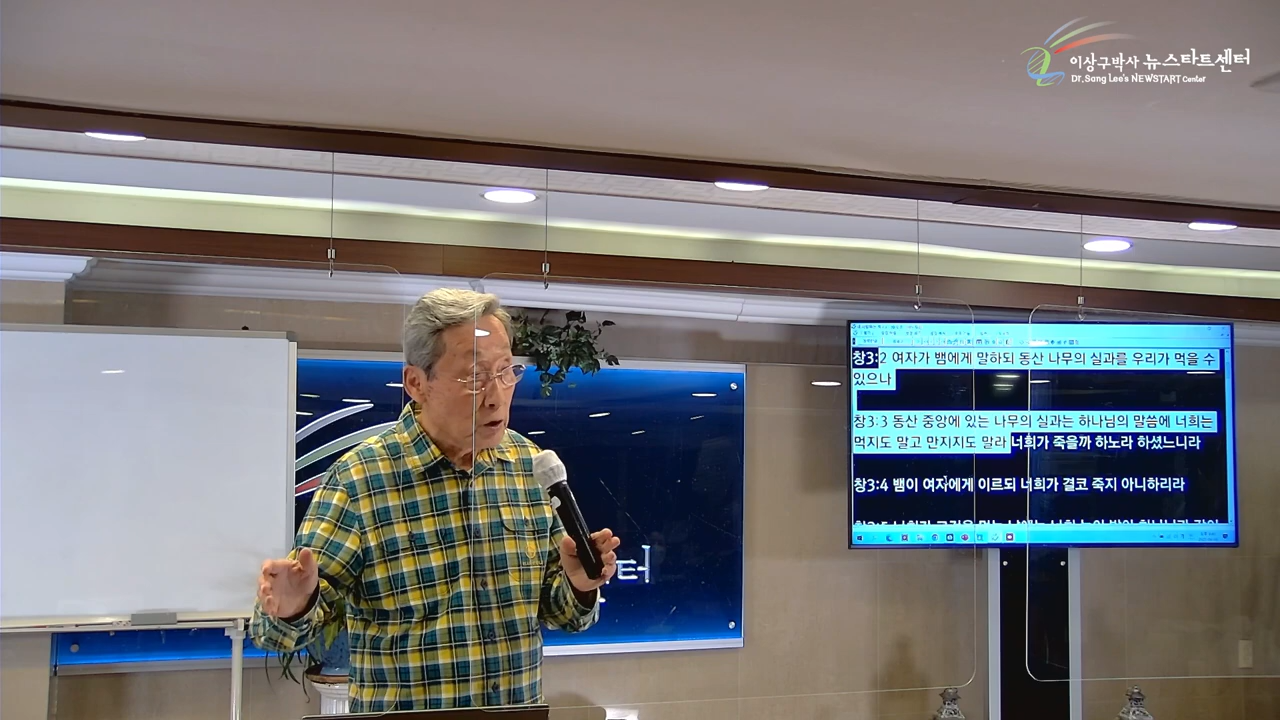 이상구박사 뉴스타트센터
Dr. Sang Lee's NEWSTART Center
창3:2 여자가 뱀에게 말하되 동산 나무의 실과를 우리가 먹을 수
있으나
창3:3 동산 중앙에 있는 나무의 실과는 하나님의 말씀에 너희는
먹지도 말고 만지지도 말라 너희가 죽을까 하노라 하셨느니라
창3:4 뱀이 여자에게 이르되 너희가 결코 죽지 아니하리라
터